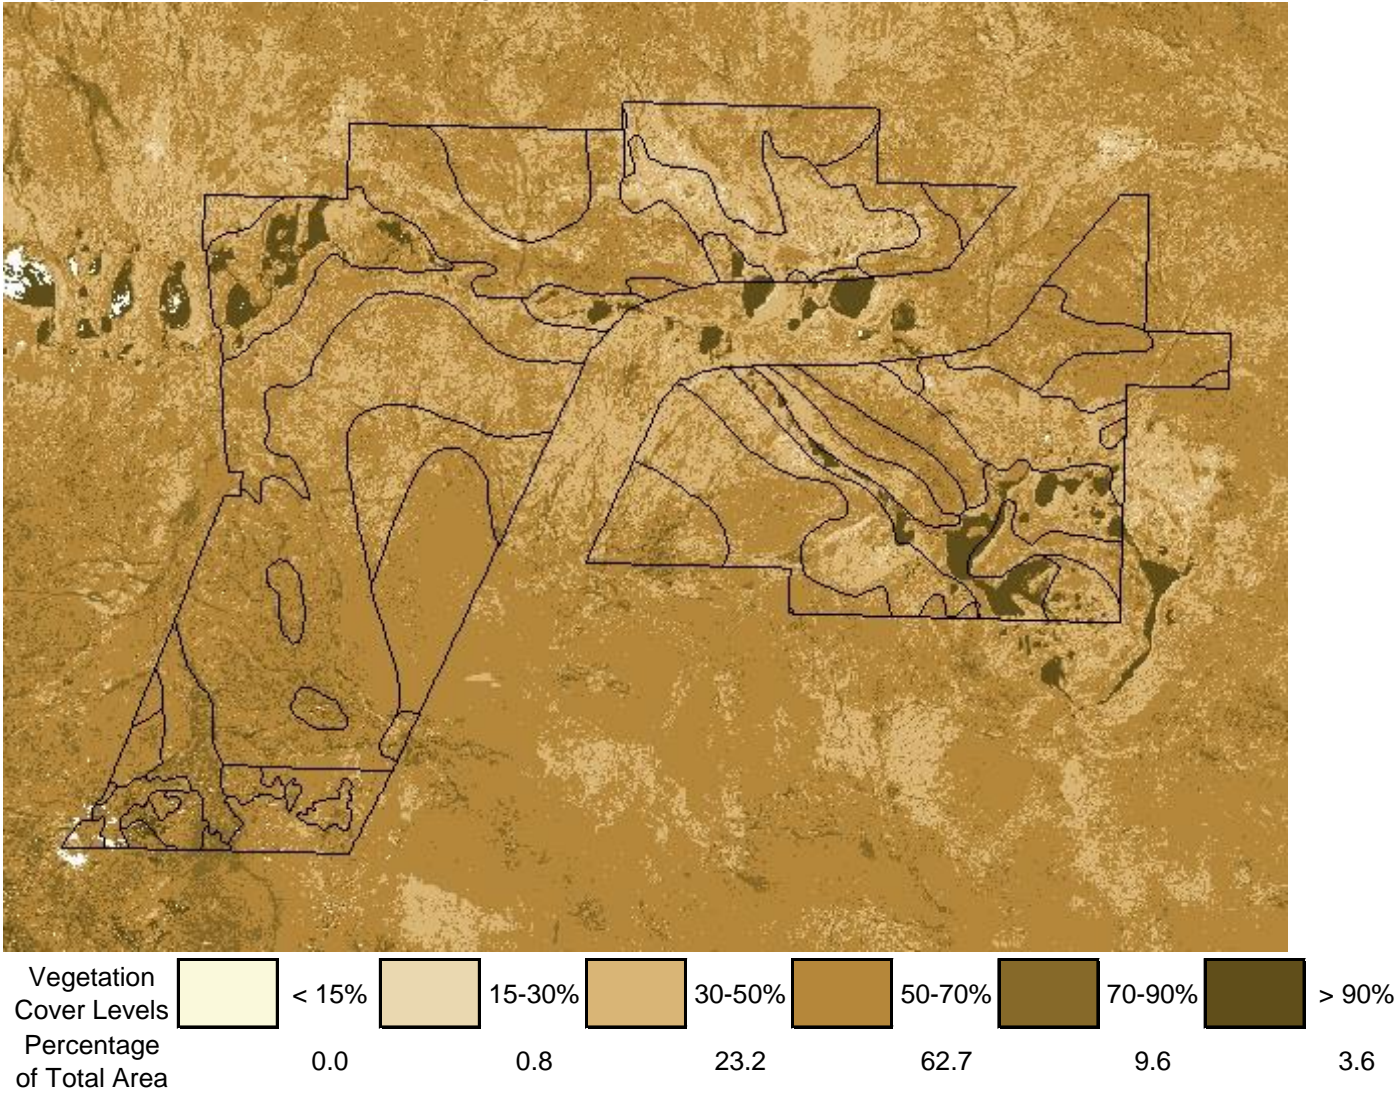 Vegetation Cover Levels < 15% 15-30% 30-50% 50-70% 70-90% > 90%
Percentage of Total Area 0.0 0.8 23.2 62.7 9.6 3.6